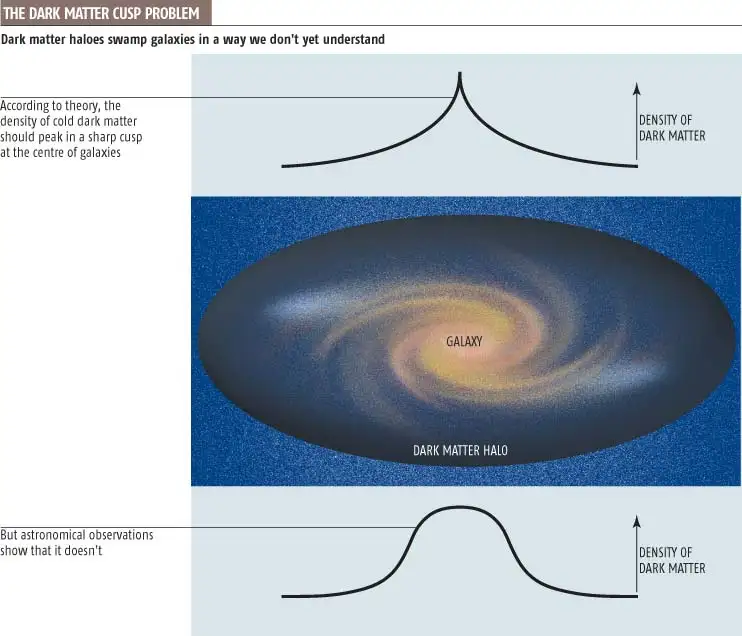 THE DARK MATTER CUSP PROBLEM
Dark matter haloes swamp galaxies in a way we don't yet understand
According to theory, the
density of cold dark matter
should peak in a sharp cusp
at the centre of galaxies
DENSITY OF
DARK MATTER
GALAXY
DARK MATTER HALO
But astronomical observations
show that it doesn't
DENSITY OF
DARK MATTER